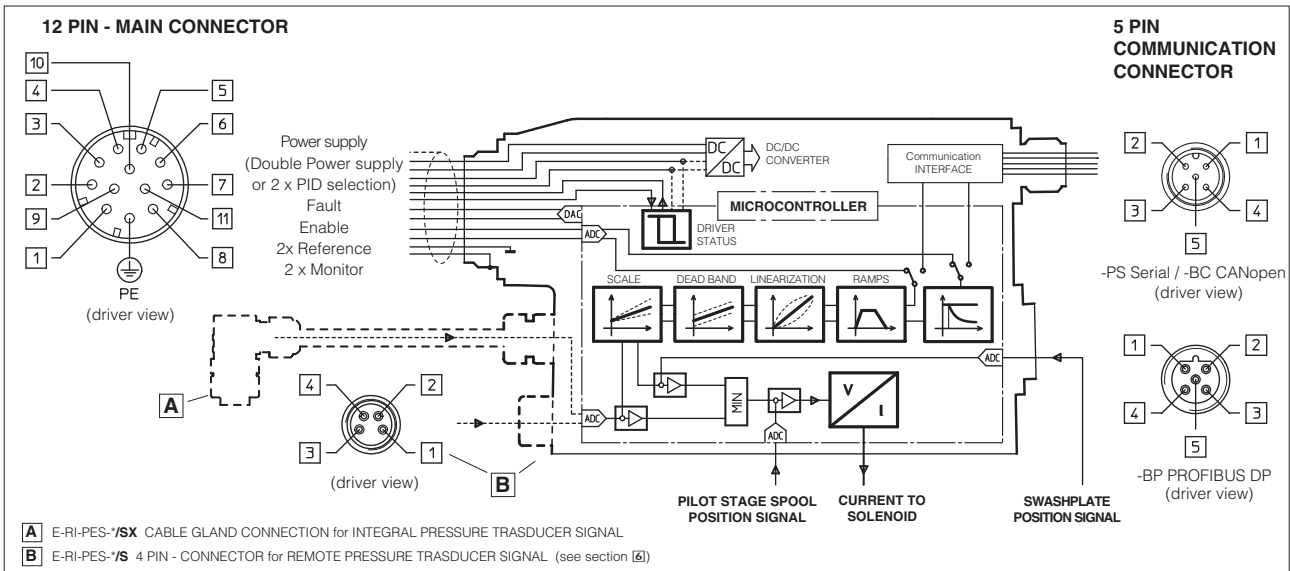 12 PIN - MAIN CONNECTOR
10
4
5
3
6
2
7
9
11
1
8
PE
(driver view)
Power supply
(Double Power supply
or 2 x PID selection)
Fault
Enable
2x Reference
2 x Monitor
DC
DC
DC/DC
CONVERTER
Communication
INTERFACE
MICROCONTROLLER
DAC
DRIVER
STATUS
ADC
SCALE
DEAD BAND
LINEARIZATION
RAMPS
ADC
MIN
V
I
ADC
ADC
A
4
2
3
1
(driver view)
B
PILOT STAGE SPOOL
POSITION SIGNAL
CURRENT TO
SOLENOID
SWASHPLATE
POSITION SIGNAL
5 PIN
COMMUNICATION
CONNECTOR
2
1
3
4
5
-PS Serial / -BC CANopen
(driver view)
1
2
4
3
5
-BP PROFIBUS DP
(driver view)
A E-RI-PES-*/SX CABLE GLAND CONNECTION for INTEGRAL PRESSURE TRASDUCER SIGNAL
B E-RI-PES-*/S 4 PIN - CONNECTOR for REMOTE PRESSURE TRASDUCER SIGNAL (see section 6)